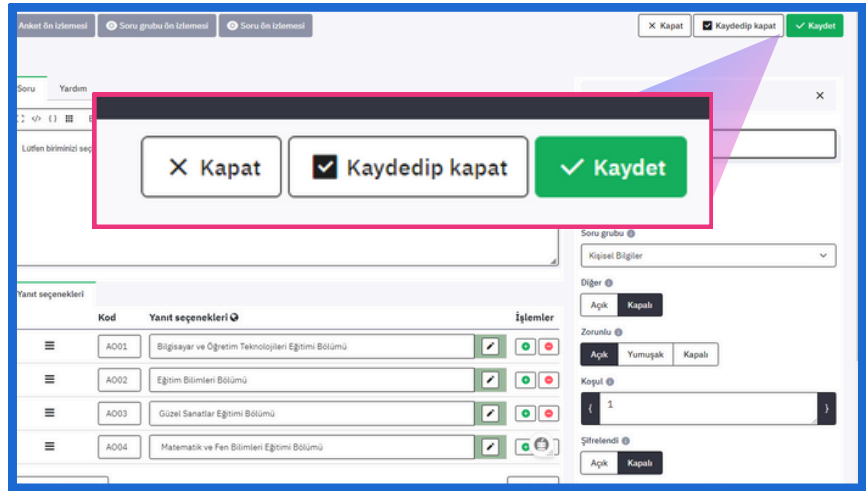 Anket ön izlemesi
Soru grubu ön izlemesi
Soru ön izlemesi
Kapat
Kaydedip kapat
Kaydet
Soru
Yardım
Lütfen biriminizi seç
Kapat
Kaydedip kapat
Kaydet
Soru grubu
Kişisel Bilgiler
Diğer
Açık Kapalı
Zorunlu
Açık Yumuşak Kapalı
Koşul
{ 1 }
Şifrelendi
Açık Kapalı
Yanıt seçenekleri
Kod Yanıt seçenekleri İşlemler
AO01 Bilgisayar ve Öğretim Teknolojileri Eğitimi Bölümü
AO02 Eğitim Bilimleri Bölümü
AO03 Güzel Sanatlar Eğitimi Bölümü
AO04 Matematik ve Fen Bilimleri Eğitimi Bölümü